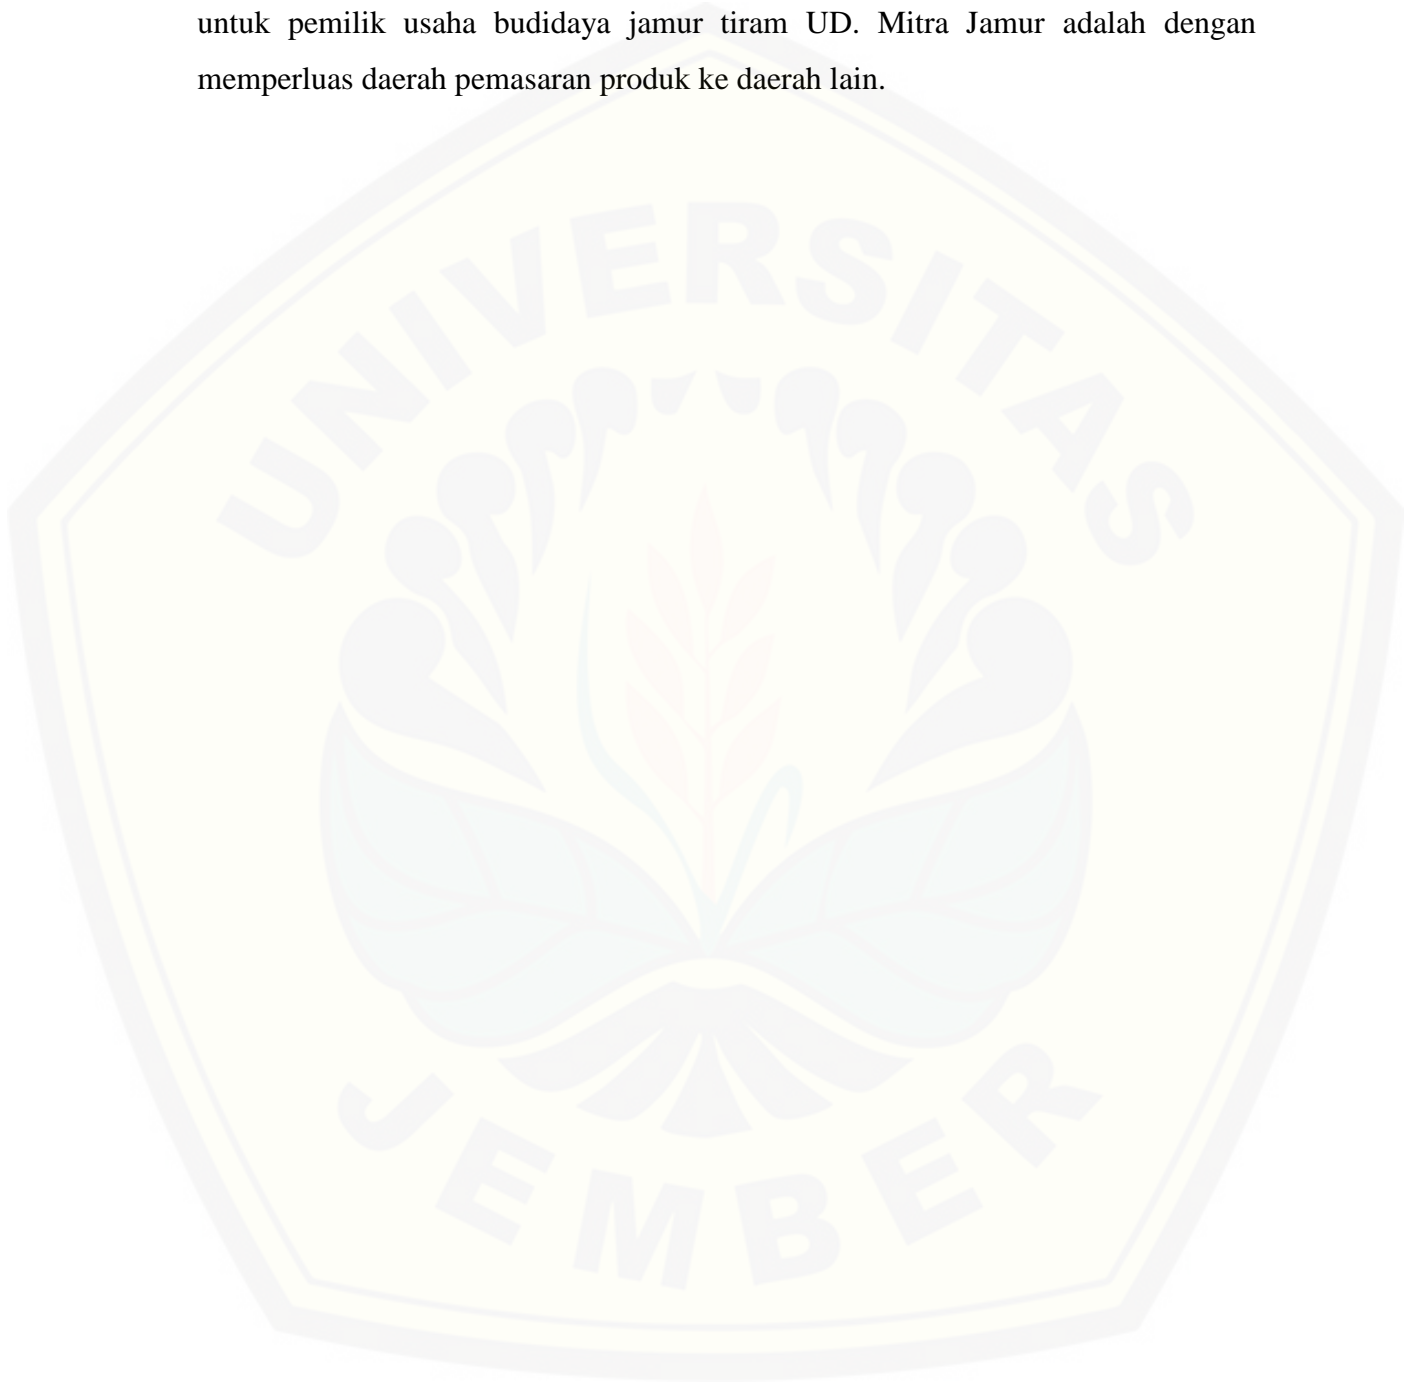 untuk pemilik usaha budidaya jamur tiram UD. Mitra Jamur adalah dengan
memperluas daerah pemasaran produk ke daerah lain.
UNIVERSITAS
JEMBER